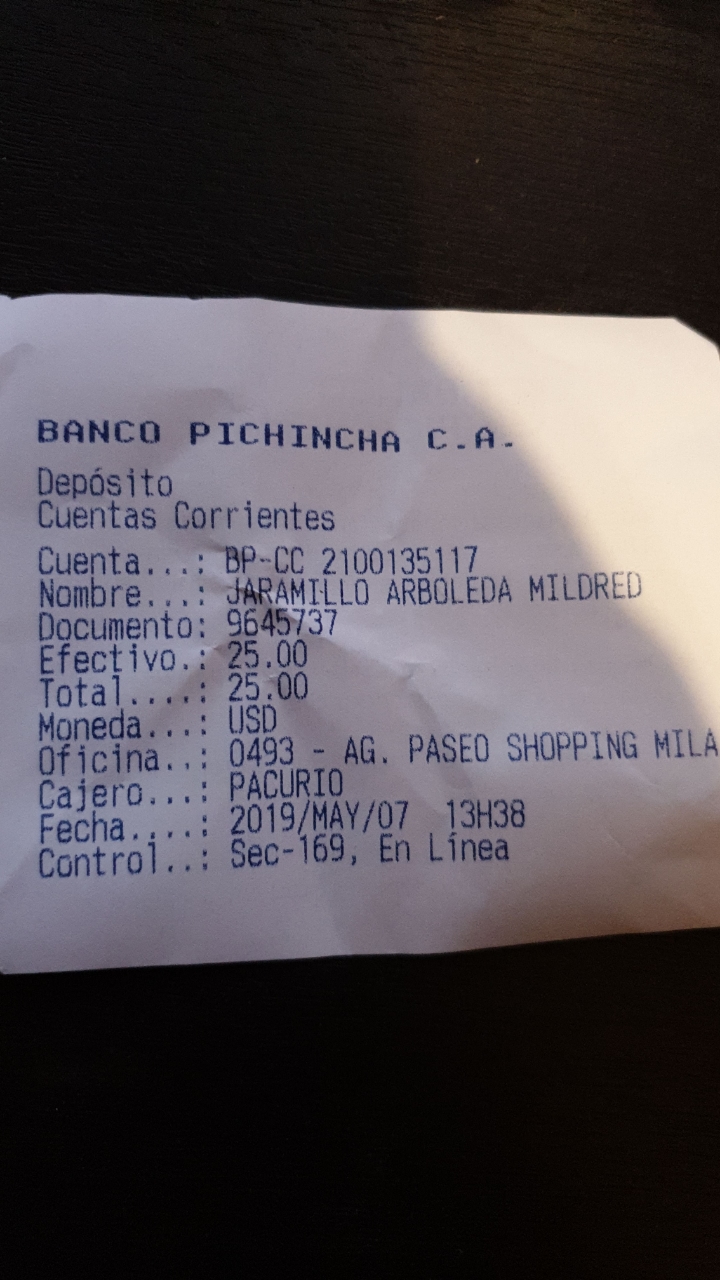 BANCO PICHINCHA C.A.
Depósito
Cuentas Corrientes
Cuenta...: BP-CC 2100135117
Nombre...: JARAMILLO ARBOLEDA MILDRED
Documento: 9645737
Efectivo.: 25.00
Total....: 25.00
Moneda...: USD
Oficina..: 0493 - AG. PASEO SHOPPING MILA
Cajero...: PACURIO
Fecha....: 2019/MAY/07  13H38
Control..: Sec-169, En Línea